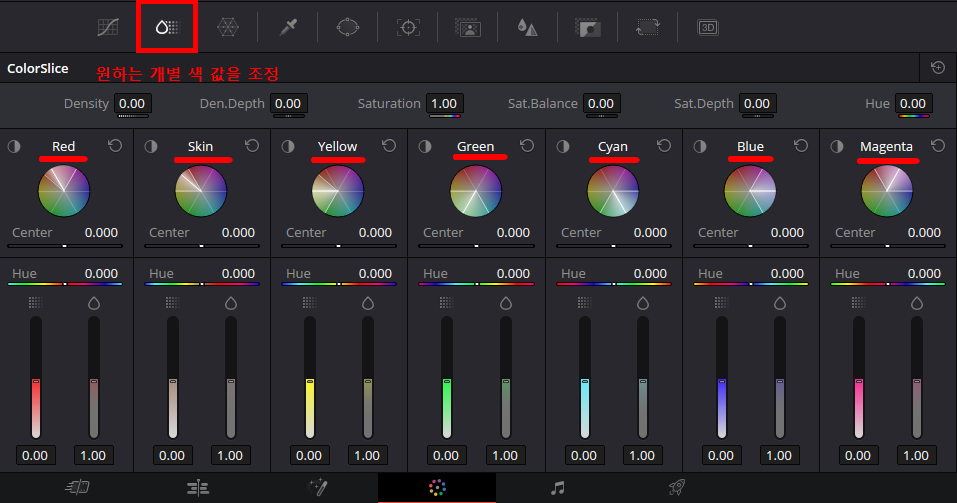 3D
ColorSlice 원하는 개별 색 값을 조정
Density 0.00 Den.Depth 0.00 Saturation 1.00 Sat.Balance 0.00 Sat.Depth 0.00 Hue 0.00
Red Skin Yellow Green Cyan Blue Magenta
Center 0.000 Center 0.000 Center 0.000 Center 0.000 Center 0.000 Center 0.000 Center 0.000
Hue 0.000 Hue 0.000 Hue 0.000 Hue 0.000 Hue 0.000 Hue 0.000 Hue 0.000
0.00 1.00 0.00 1.00 0.00 1.00 0.00 1.00 0.00 1.00 0.00 1.00 0.00 1.00